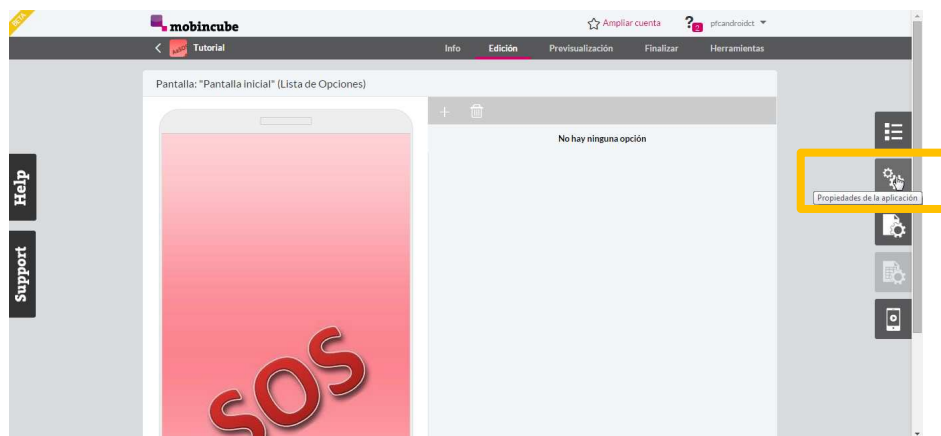 BETA
mobincube
Ampliar cuenta
? 2
pfcandroidct
Tutorial
Info
Edición
Previsualización
Finalizar
Herramientas
Pantalla: "Pantalla inicial" (Lista de Opciones)
No hay ninguna opción
Propiedades de la aplicación
Help
Support
SOS